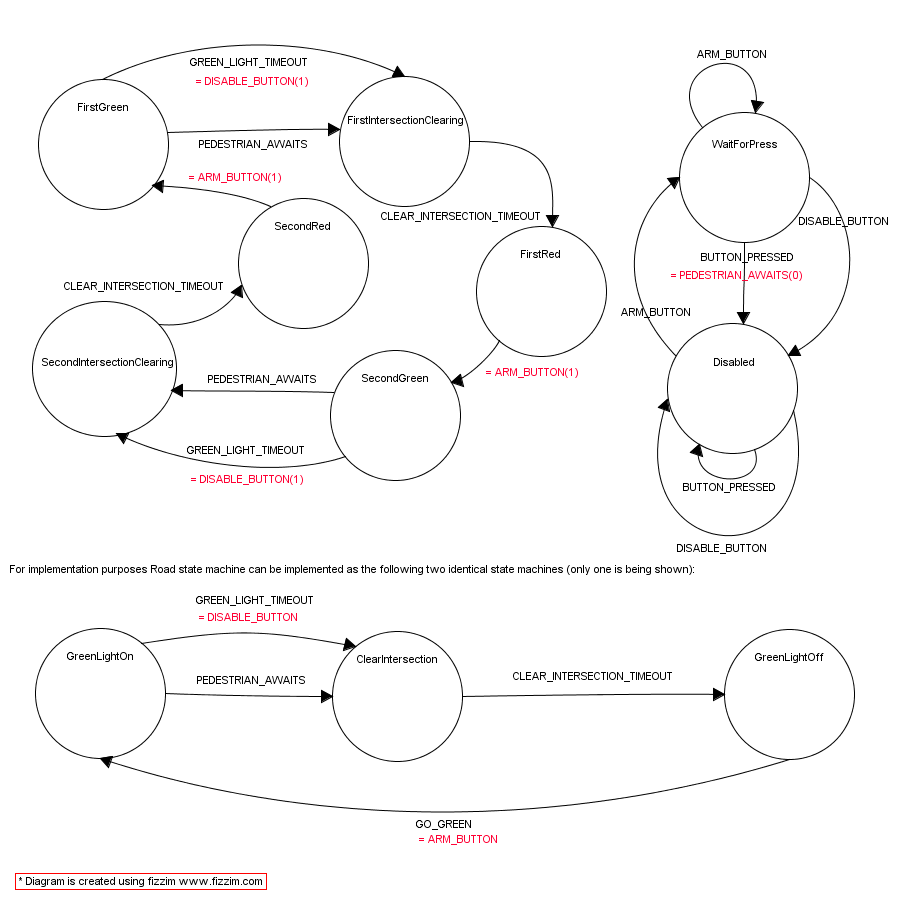 GREEN_LIGHT_TIMEOUT
= DISABLE_BUTTON(1)
FirstGreen
FirstIntersectionClearing
PEDESTRIAN_AWAITS
= ARM_BUTTON(1)
SecondRed
CLEAR_INTERSECTION_TIMEOUT
FirstRed
CLEAR_INTERSECTION_TIMEOUT
SecondIntersectionClearing
PEDESTRIAN_AWAITS
SecondGreen
= ARM_BUTTON(1)
GREEN_LIGHT_TIMEOUT
= DISABLE_BUTTON(1)
ARM_BUTTON
WaitForPress
DISABLE_BUTTON
BUTTON_PRESSED
= PEDESTRIAN_AWAITS(0)
ARM_BUTTON
Disabled
BUTTON_PRESSED
DISABLE_BUTTON
For implementation purposes Road state machine can be implemented as the following two identical state machines (only one is being shown):
GREEN_LIGHT_TIMEOUT
= DISABLE_BUTTON
GreenLightOn
ClearIntersection
GreenLightOff
PEDESTRIAN_AWAITS
CLEAR_INTERSECTION_TIMEOUT
GO_GREEN
= ARM_BUTTON
* Diagram is created using fizzim www.fizzim.com